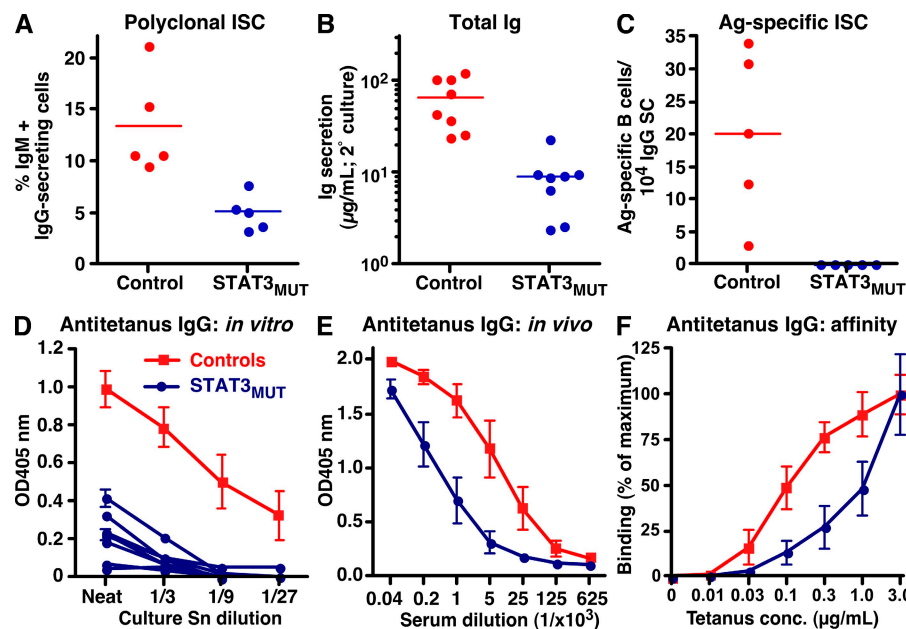 A
Polyclonal ISC
% IgM +
IgG-secreting cells
20
15
10
5
0
Control
STAT3MUT
B
Total Ig
Ig secretion
(µg/mL; 2° culture)
10²
10¹
10⁰
Control
STAT3MUT
C
Ag-specific ISC
Ag-specific B cells/
10⁴ IgG SC
35
30
25
20
15
10
5
0
Control
STAT3MUT
D
Antitetanus IgG: in vitro
Controls
STAT3MUT
OD405 nm
1.2
1.0
0.8
0.6
0.4
0.2
0
Neat
1/3
1/9
1/27
Culture Sn dilution
E
Antitetanus IgG: in vivo
OD405 nm
2.0
1.5
1.0
0.5
0.0
0.04
0.2
1
5
25
125
625
Serum dilution (1/x10³)
F
Antitetanus IgG: affinity
Binding (% of maximum)
125
100
75
50
25
0
0
0.01
0.03
0.1
0.3
1.0
3.0
Tetanus conc. (µg/mL)